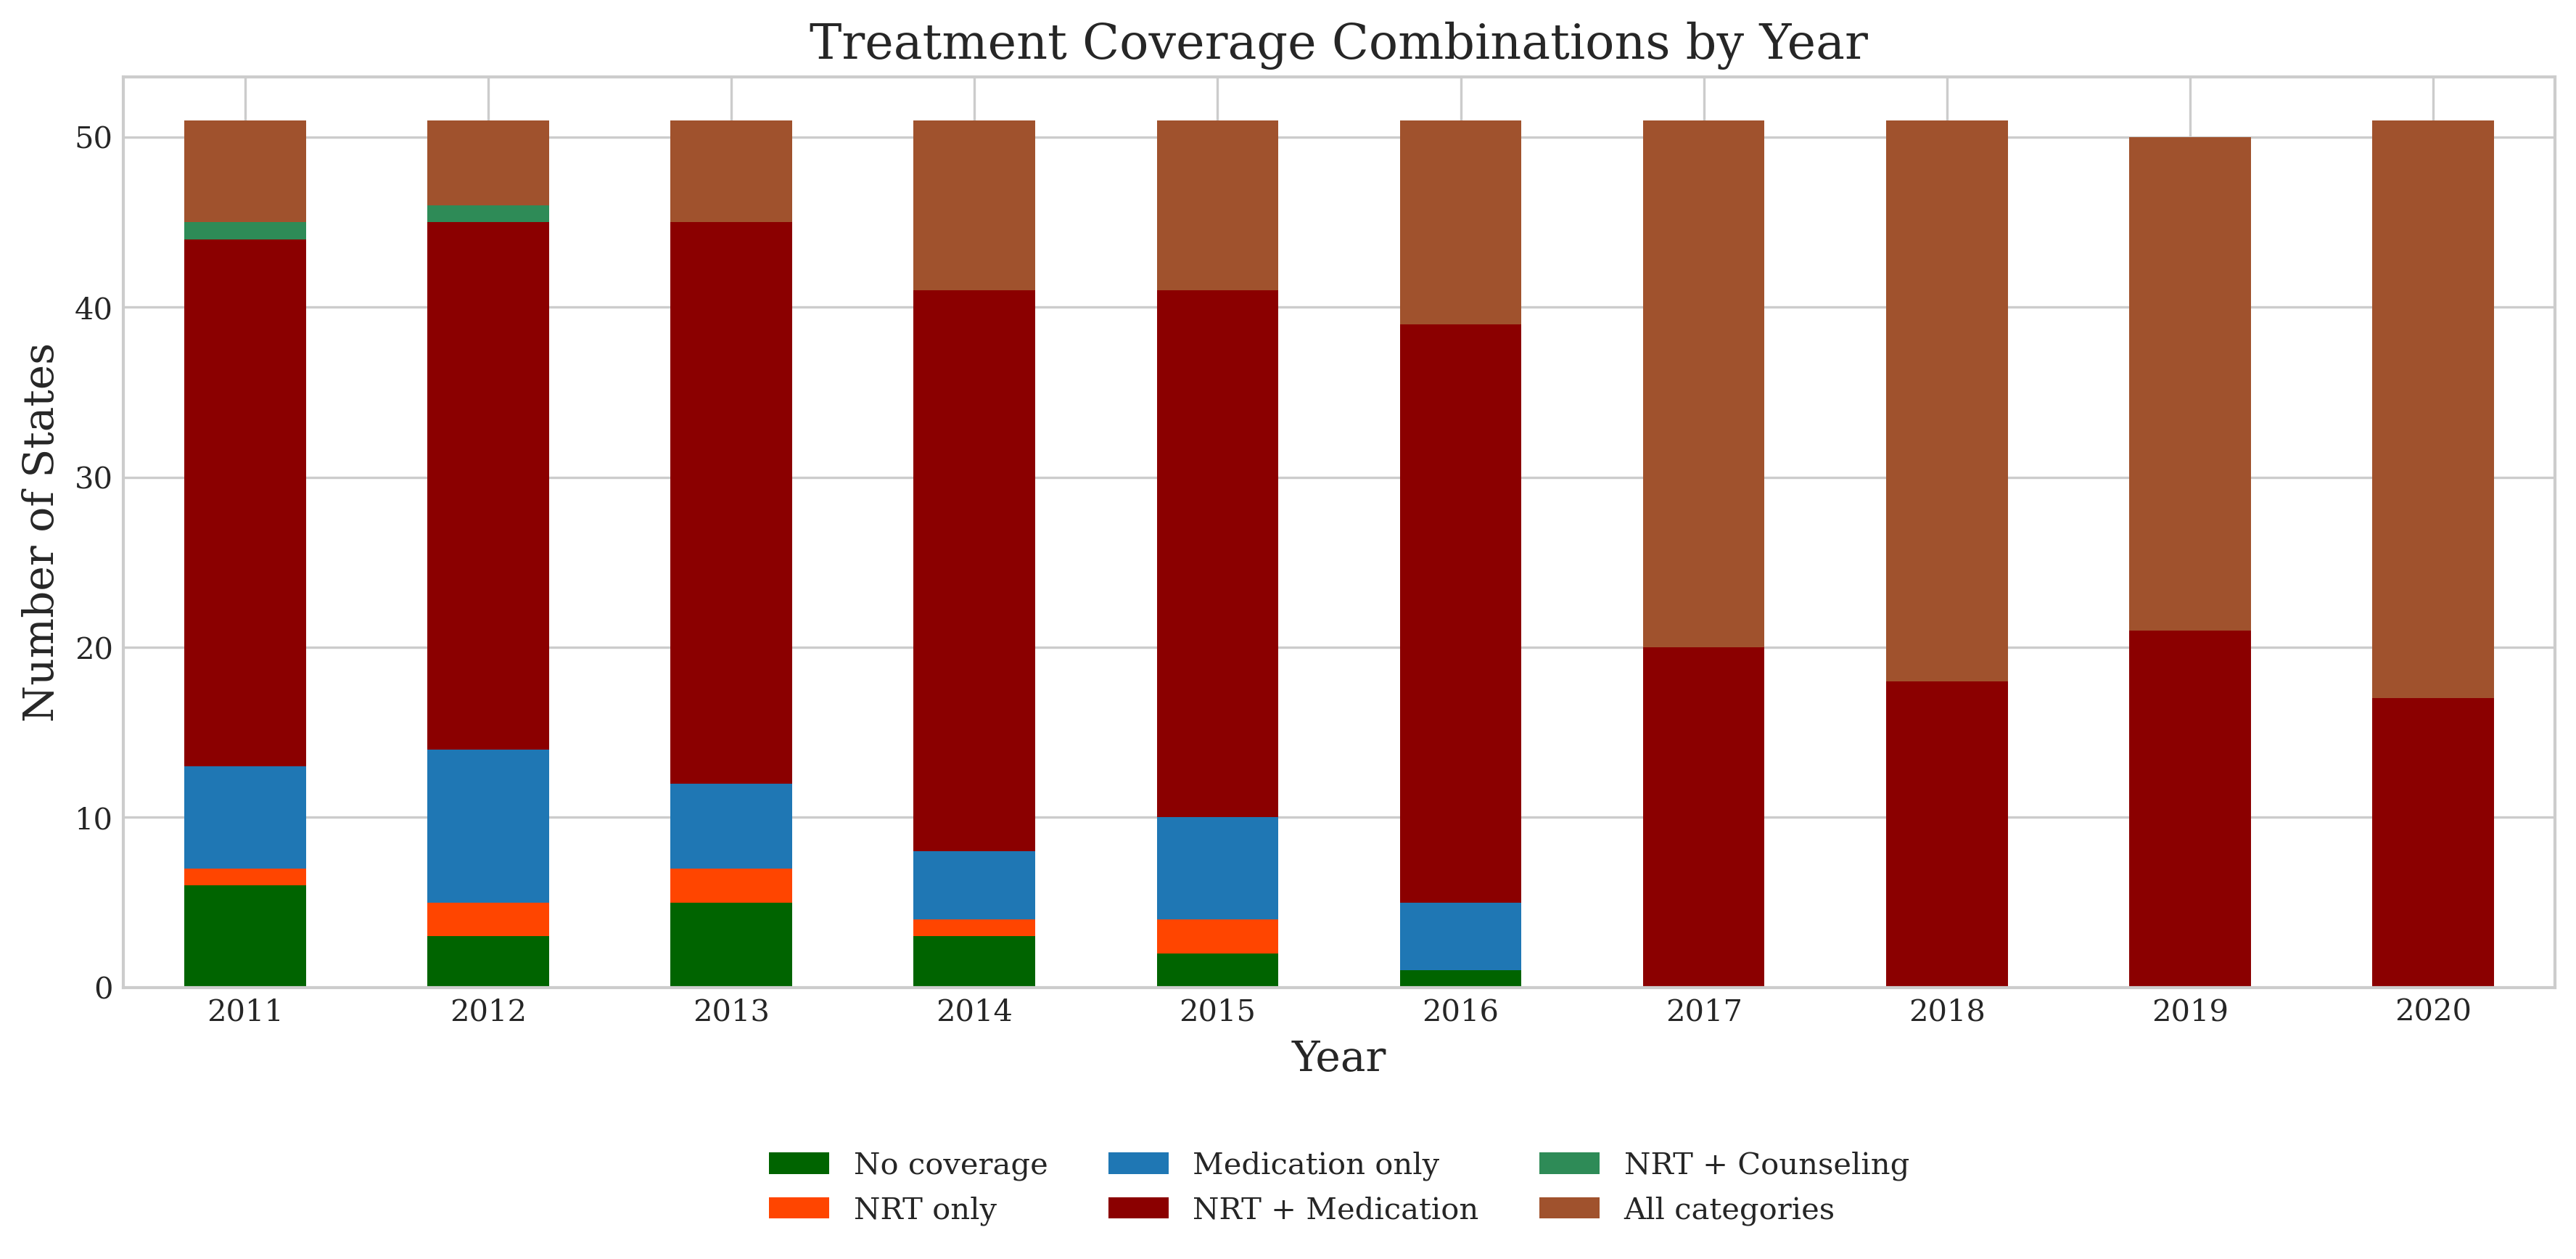 Treatment Coverage Combinations by Year
Number of States
50
40
30
20
10
0
2011 2012 2013 2014 2015 2016 2017 2018 2019 2020
Year
No coverage Medication only NRT + Counseling
NRT only NRT + Medication All categories